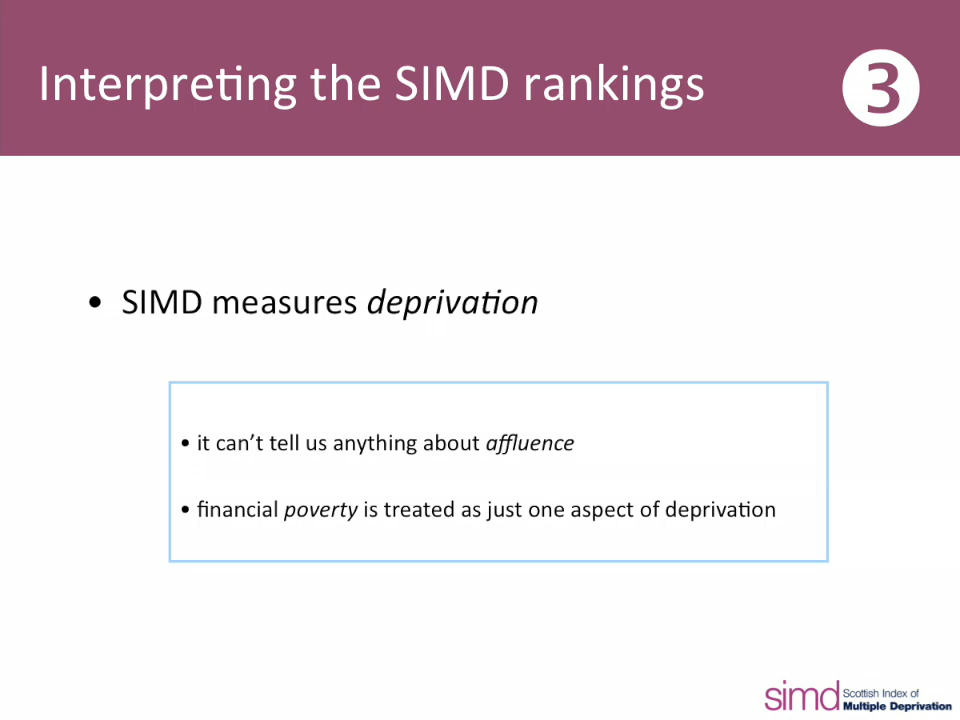 Interpreting the SIMD rankings
3
• SIMD measures deprivation
• it can’t tell us anything about affluence
• financial poverty is treated as just one aspect of deprivation
simd Scottish Index of
Multiple Deprivation